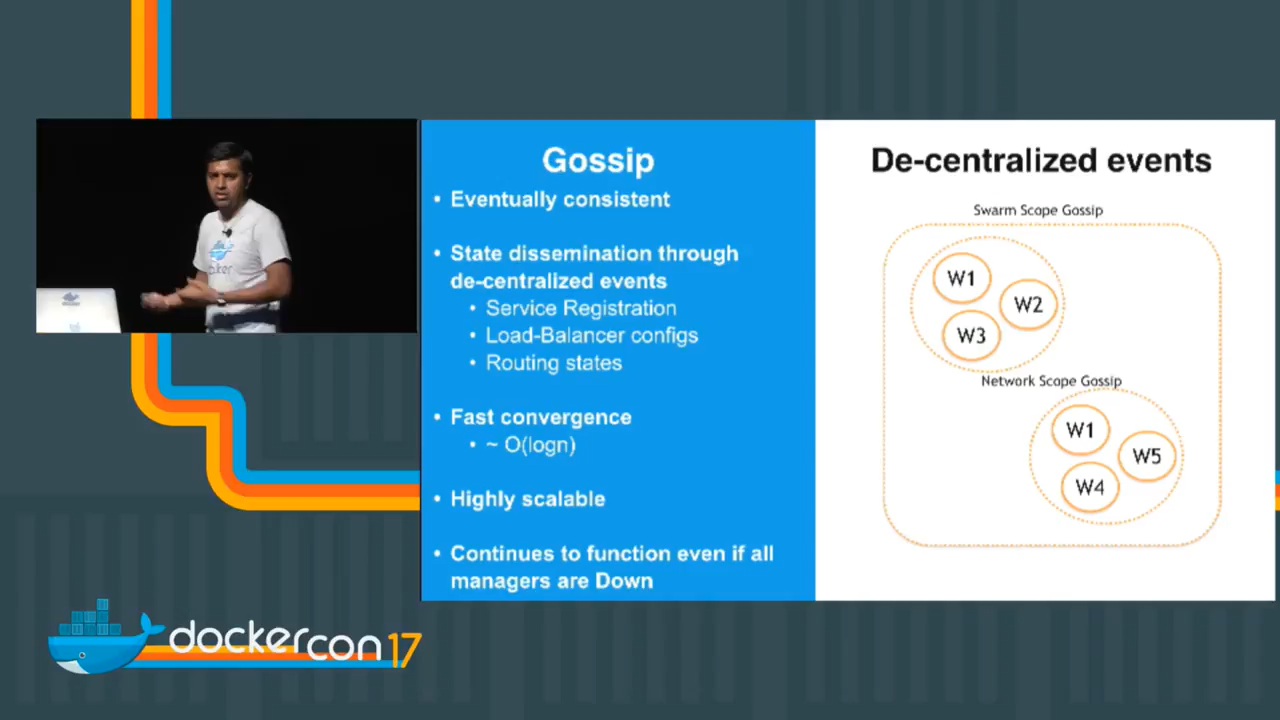 Gossip
• Eventually consistent
• State dissemination through
de-centralized events
• Service Registration
• Load-Balancer configs
• Routing states
• Fast convergence
• ~ O(logn)
• Highly scalable
• Continues to function even if all
managers are Down
De-centralized events
Swarm Scope Gossip
W1
W2
W3
Network Scope Gossip
W1
W5
W4
dockercon 17